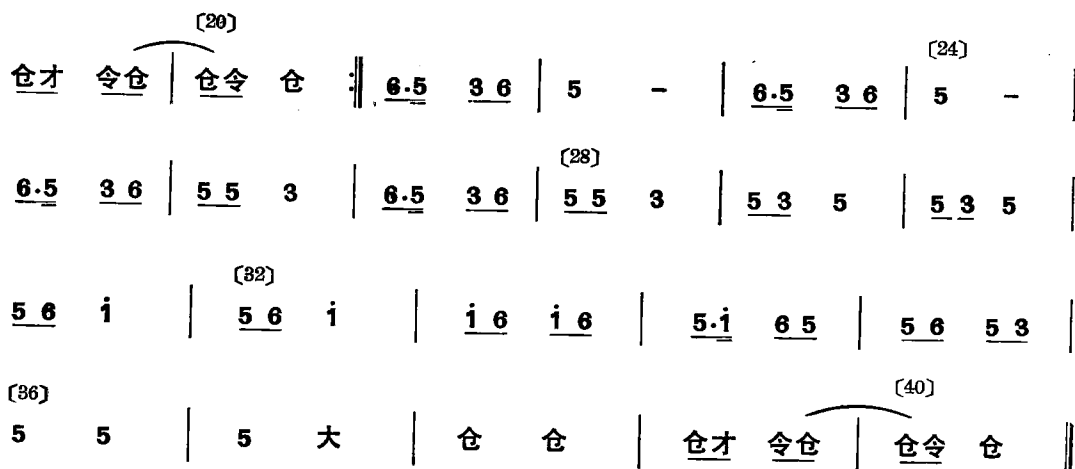 〔20〕 〔24〕
仓才 令仓 | 仓令 仓 :‖ 6·5 3 6 | 5 – | 6·5 3 6 | 5 – |
〔28〕
6·5 3 6 | 5 5 3 | 6·5 3 6 | 5 5 3 | 5 3 5 | 5 3 5 |
〔32〕
5 6 i̇ | 5 6 i̇ | i̇ 6 i̇ 6 | 5·i̇ 6 5 | 5 6 5 3 |
〔36〕 〔40〕
5 5 | 5 大 | 仓 仓 | 仓才 令仓 | 仓令 仓 ‖